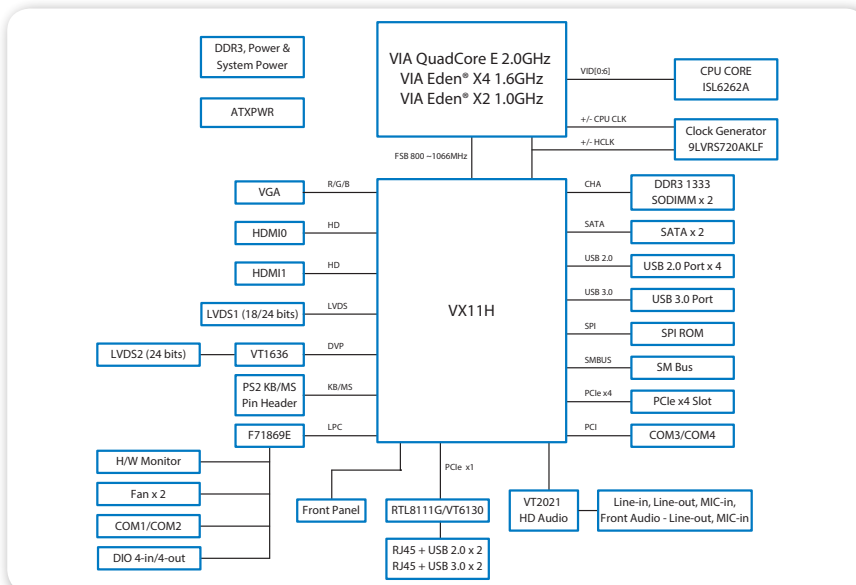 DDR3, Power &
System Power
ATXPWR
VIA QuadCore E 2.0GHz
VIA Eden® X4 1.6GHz
VIA Eden® X2 1.0GHz
VID[0:6]
CPU CORE
ISL6262A
+/- CPU CLK
+/- HCLK
Clock Generator
9LVRS720AKLF
FSB 800 –1066MHz
VGA
R/G/B
HDMI0
HD
HDMI1
HD
LVDS1 (18/24 bits)
LVDS
LVDS2 (24 bits)
VT1636
DVP
PS2 KB/MS
Pin Header
KB/MS
F71869E
LPC
VX11H
CHA
DDR3 1333
SODIMM x 2
SATA
SATA x 2
USB 2.0
USB 2.0 Port x 4
USB 3.0
USB 3.0 Port
SPI
SPI ROM
SMBUS
SM Bus
PCIe x4
PCIe x4 Slot
PCI
COM3/COM4
H/W Monitor
Fan x 2
COM1/COM2
DIO 4-in/4-out
Front Panel
PCIe x1
RTL8111G/VT6130
RJ45 + USB 2.0 x 2
RJ45 + USB 3.0 x 2
VT2021
HD Audio
Line-in, Line-out, MIC-in,
Front Audio - Line-out, MIC-in